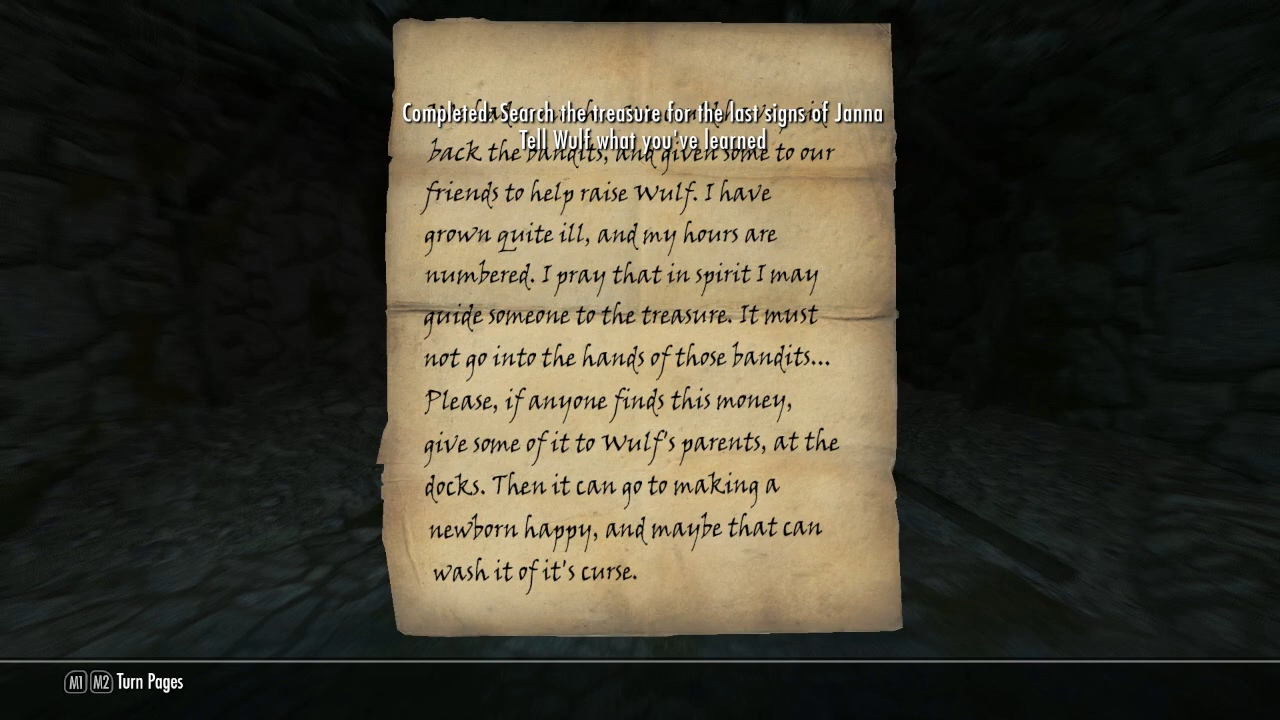 Completed: Search the treasure for the last signs of Janna
Tell Wulf what you've learned
back the bandits, and given some to our
friends to help raise Wulf. I have
grown quite ill, and my hours are
numbered. I pray that in spirit I may
guide someone to the treasure. It must
not go into the hands of those bandits...
Please, if anyone finds this money,
give some of it to Wulf's parents, at the
docks. Then it can go to making a
newborn happy, and maybe that can
wash it of it's curse.
M1 M2 Turn Pages